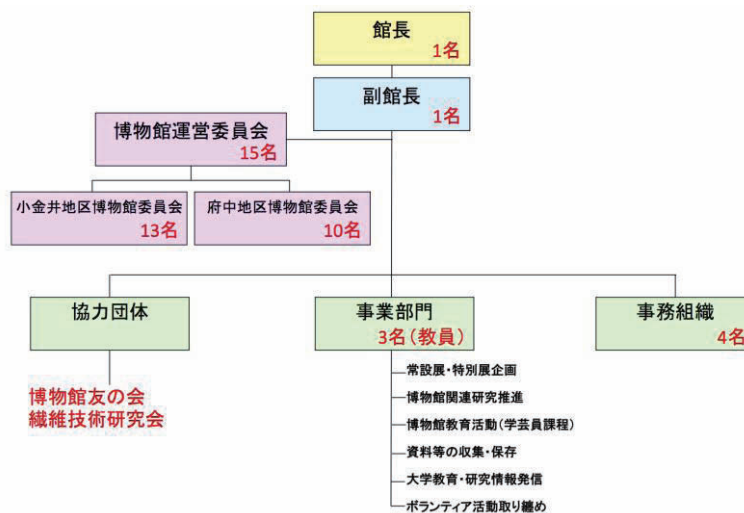 館長
1名
副館長
1名
博物館運営委員会
15名
小金井地区博物館委員会
13名
府中地区博物館委員会
10名
協力団体
事業部門
3名(教員)
事務組織
4名
博物館友の会
繊維技術研究会
常設展・特別展企画
博物館関連研究推進
博物館教育活動(学芸員課程)
資料等の収集・保存
大学教育・研究情報発信
ボランティア活動取り纏め